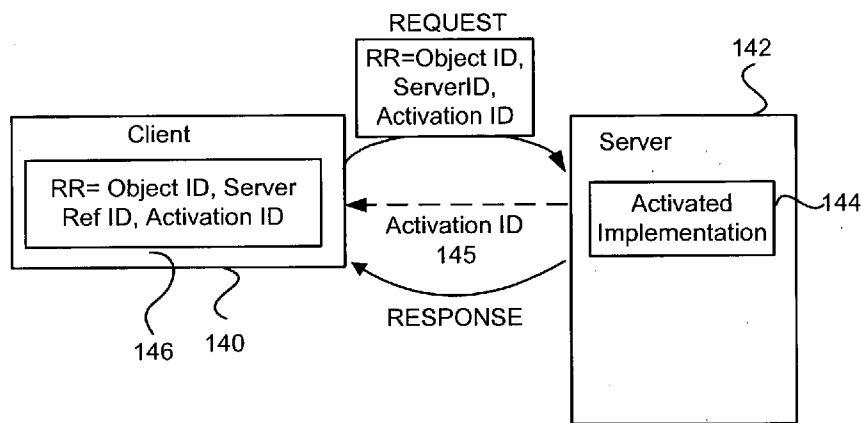 REQUEST
RR=Object ID,
ServerID,
Activation ID
142
Client
Server
RR= Object ID, Server
Ref ID, Activation ID
Activated
Implementation
144
Activation ID
145
RESPONSE
146
140